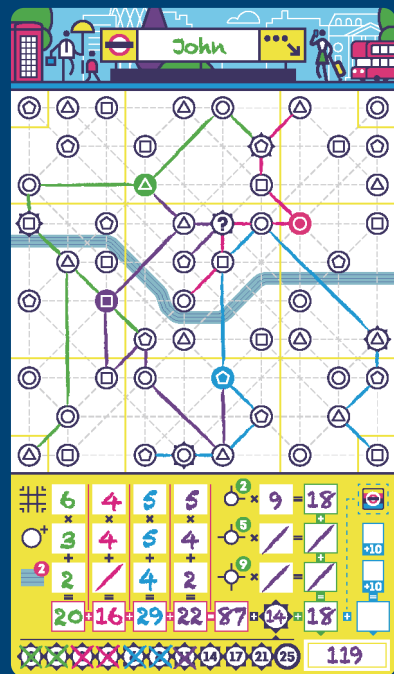 John
?
6 4 5 5 2 × 9 = 18
× × × × +
+ 3 4 5 4 5 × / = / +10
+ + + + +
2 2 / 4 2 9 × / = / +10
= = = = = =
20 + 16 + 29 + 22 = 87 + 14 + 18 +
14 17 21 25 119